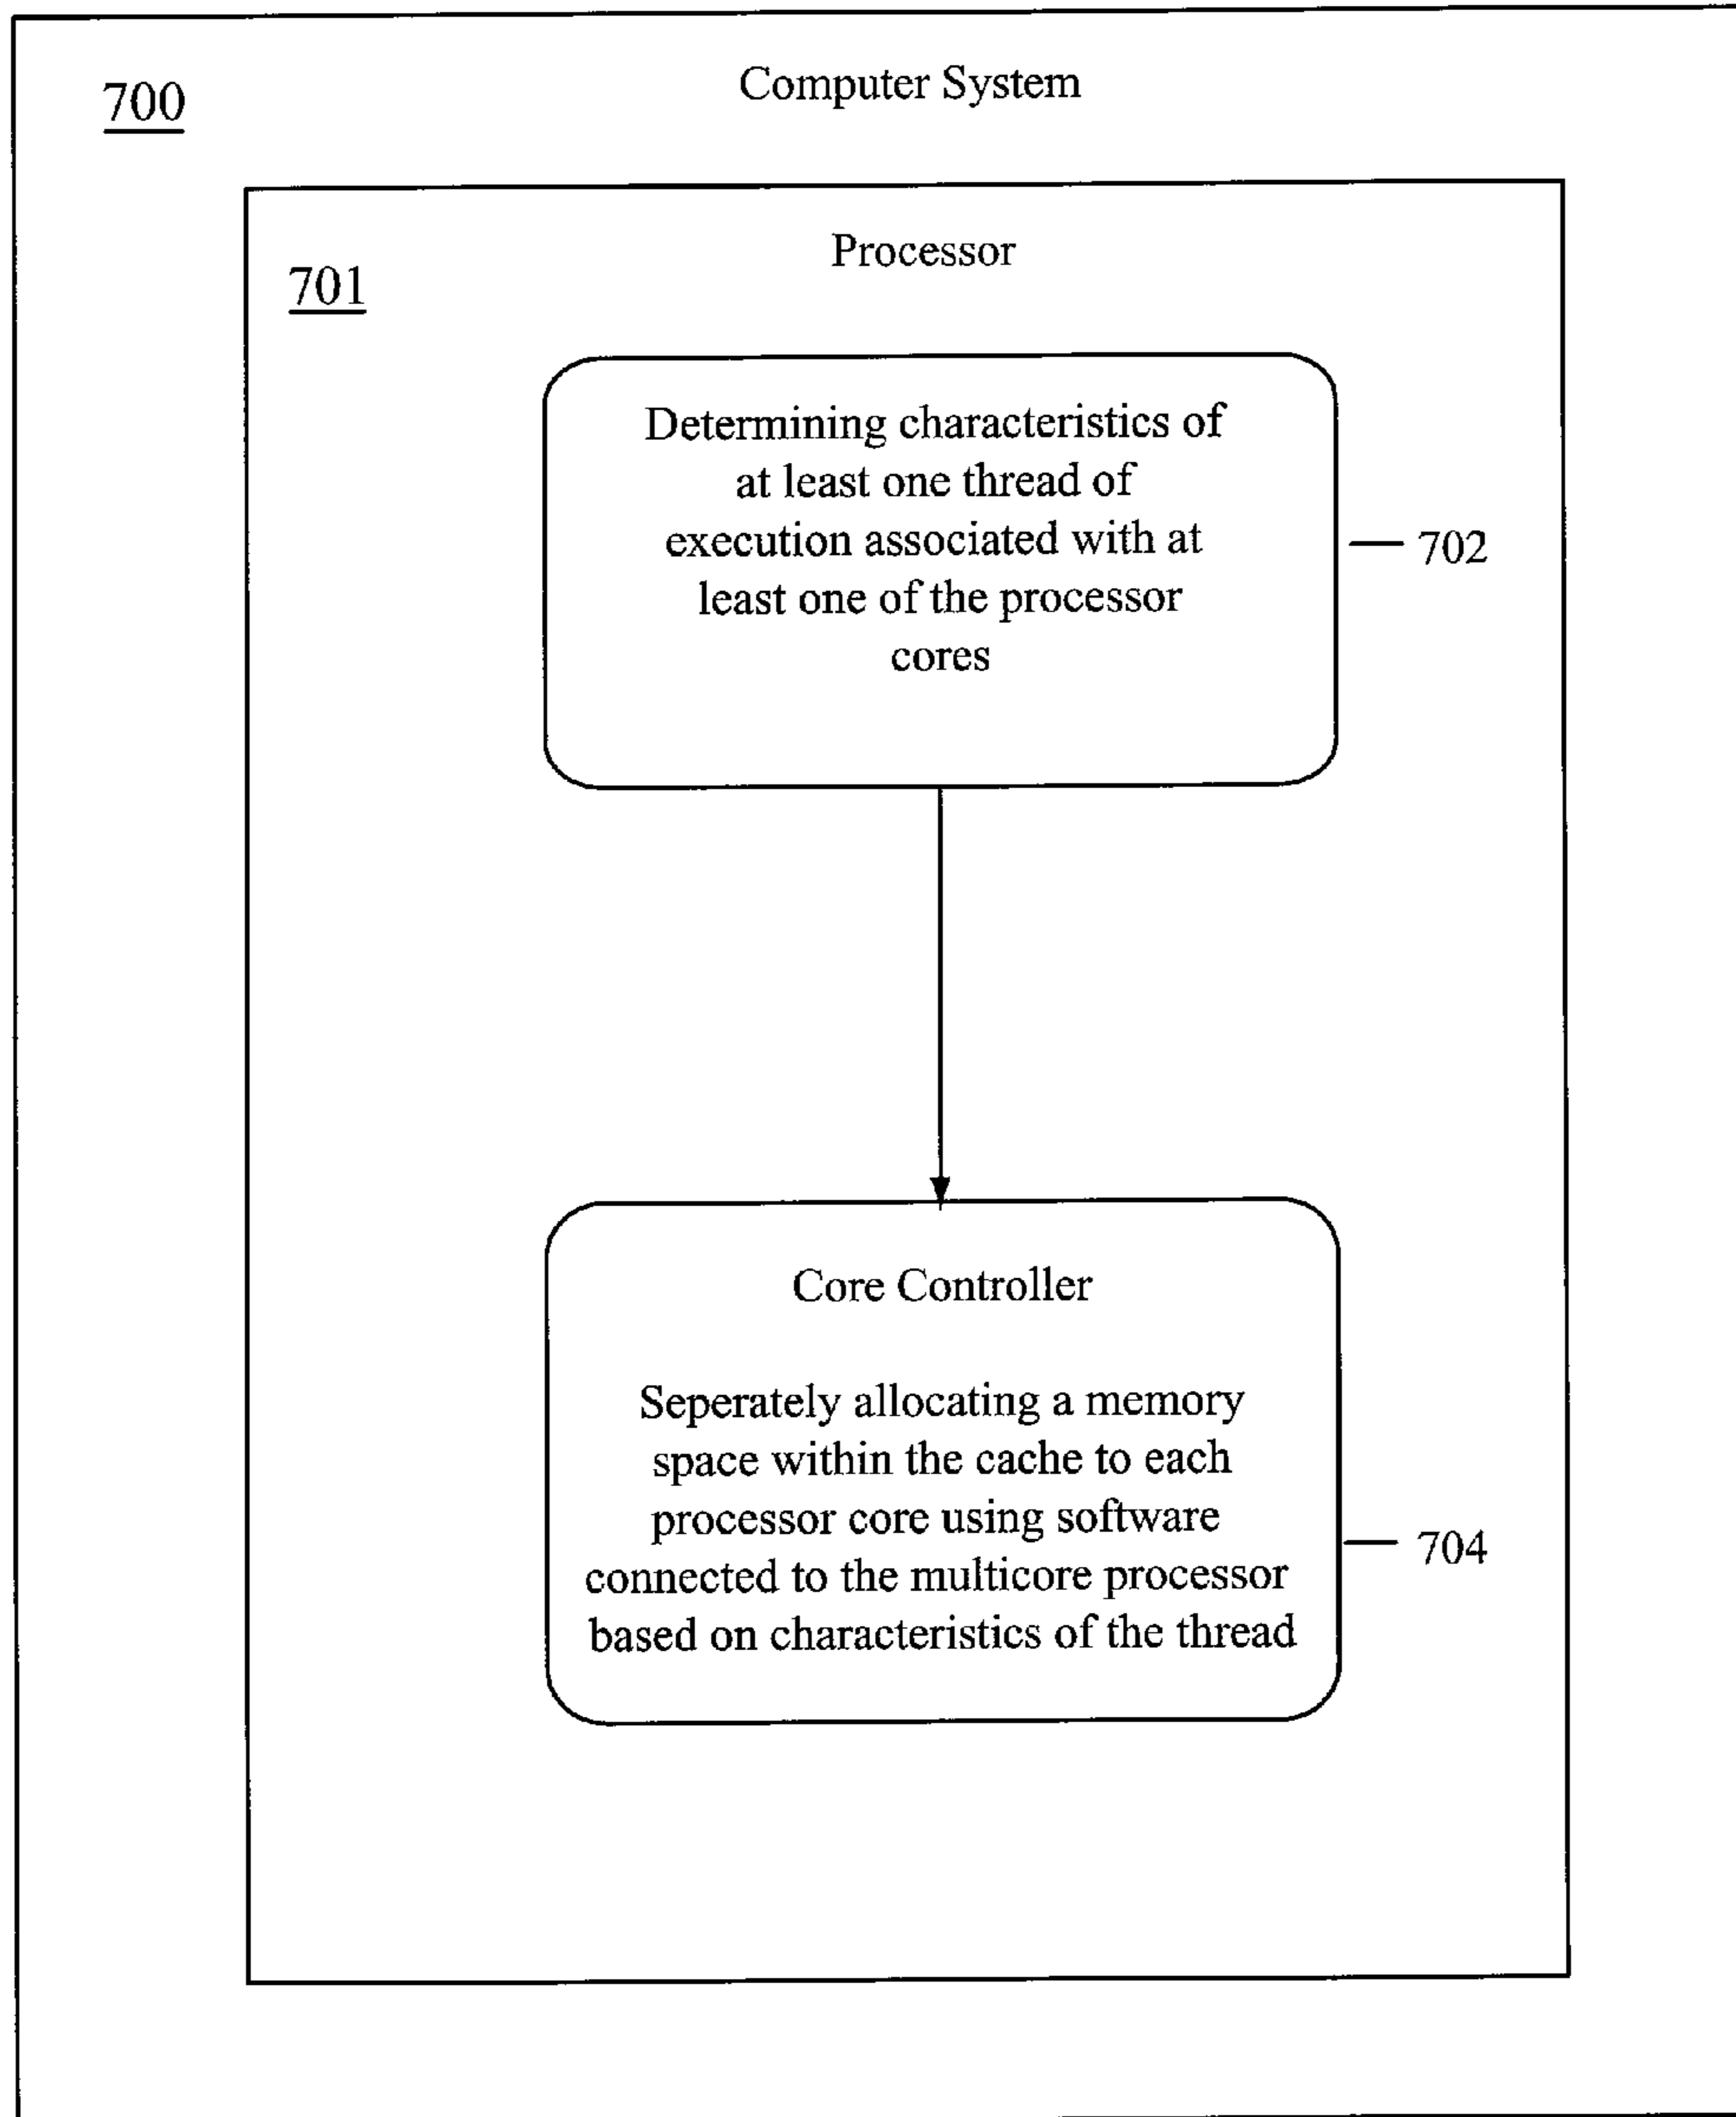 Computer System
700
Processor
701
Determining characteristics of
at least one thread of
execution associated with at
least one of the processor
cores
702
Core Controller
Seperately allocating a memory
space within the cache to each
processor core using software
connected to the multicore processor
based on characteristics of the thread
704